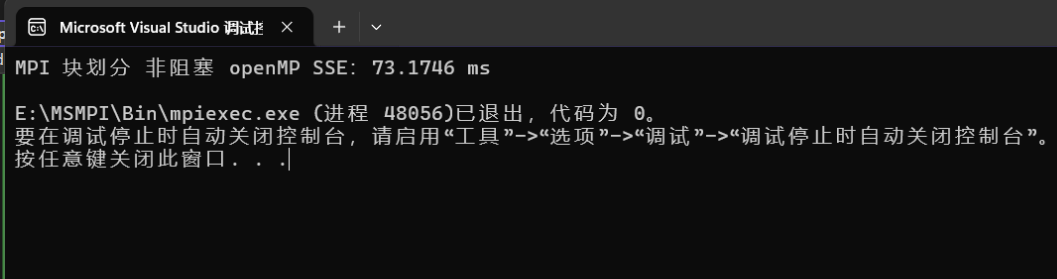 Microsoft Visual Studio 调试控
MPI 块划分 非阻塞 openMP SSE: 73.1746 ms
E:\MSMPI\Bin\mpiexec.exe (进程 48056)已退出，代码为 0。
要在调试停止时自动关闭控制台，请启用“工具”->“选项”->“调试”->“调试停止时自动关闭控制台”。
按任意键关闭此窗口. . .